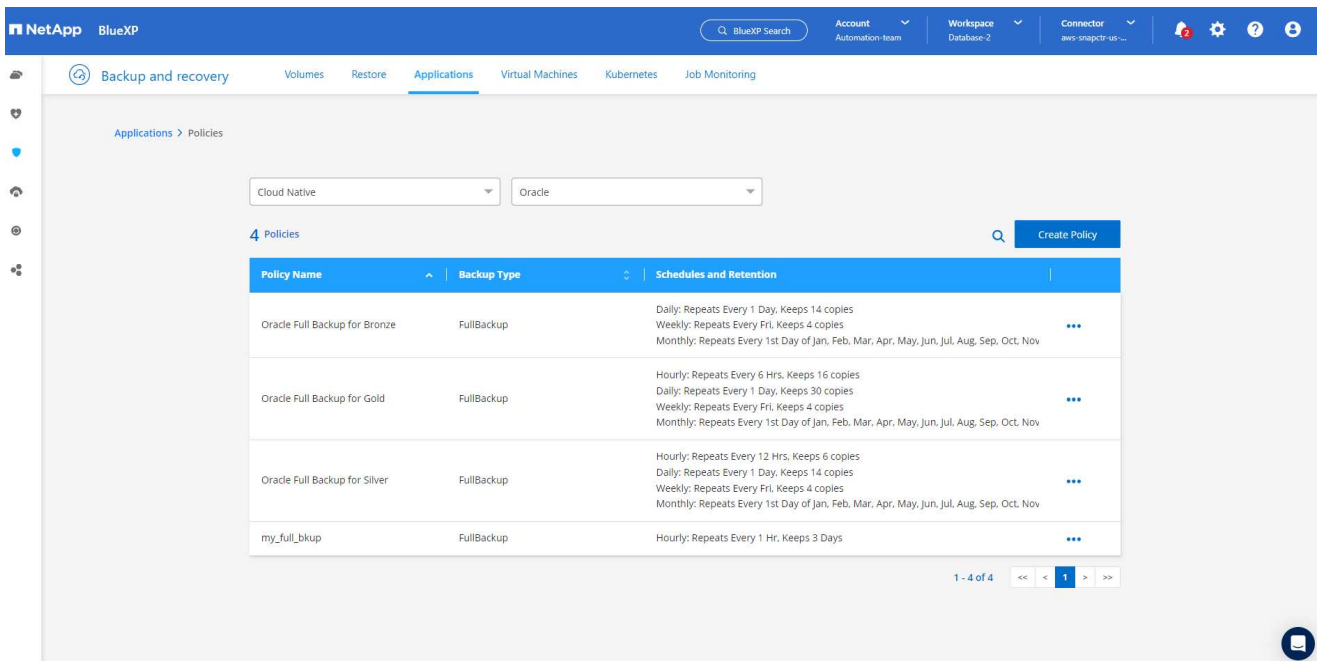 NetApp BlueXP
BlueXP Search
Account
Automation-team
Workspace
Database-2
Connector
aws-snapctr-us-...
2
Backup and recovery
Volumes
Restore
Applications
Virtual Machines
Kubernetes
Job Monitoring
Applications > Policies
Cloud Native
Oracle
4 Policies
Create Policy
Policy Name
Backup Type
Schedules and Retention
Oracle Full Backup for Bronze
FullBackup
Daily: Repeats Every 1 Day, Keeps 14 copies
Weekly: Repeats Every Fri, Keeps 4 copies
Monthly: Repeats Every 1st Day of Jan, Feb, Mar, Apr, May, Jun, Jul, Aug, Sep, Oct, Nov
Oracle Full Backup for Gold
FullBackup
Hourly: Repeats Every 6 Hrs, Keeps 16 copies
Daily: Repeats Every 1 Day, Keeps 30 copies
Weekly: Repeats Every Fri, Keeps 4 copies
Monthly: Repeats Every 1st Day of Jan, Feb, Mar, Apr, May, Jun, Jul, Aug, Sep, Oct, Nov
Oracle Full Backup for Silver
FullBackup
Hourly: Repeats Every 12 Hrs, Keeps 6 copies
Daily: Repeats Every 1 Day, Keeps 14 copies
Weekly: Repeats Every Fri, Keeps 4 copies
Monthly: Repeats Every 1st Day of Jan, Feb, Mar, Apr, May, Jun, Jul, Aug, Sep, Oct, Nov
my_full_bkup
FullBackup
Hourly: Repeats Every 1 Hr, Keeps 3 Days
1 - 4 of 4 << < 1 > >>